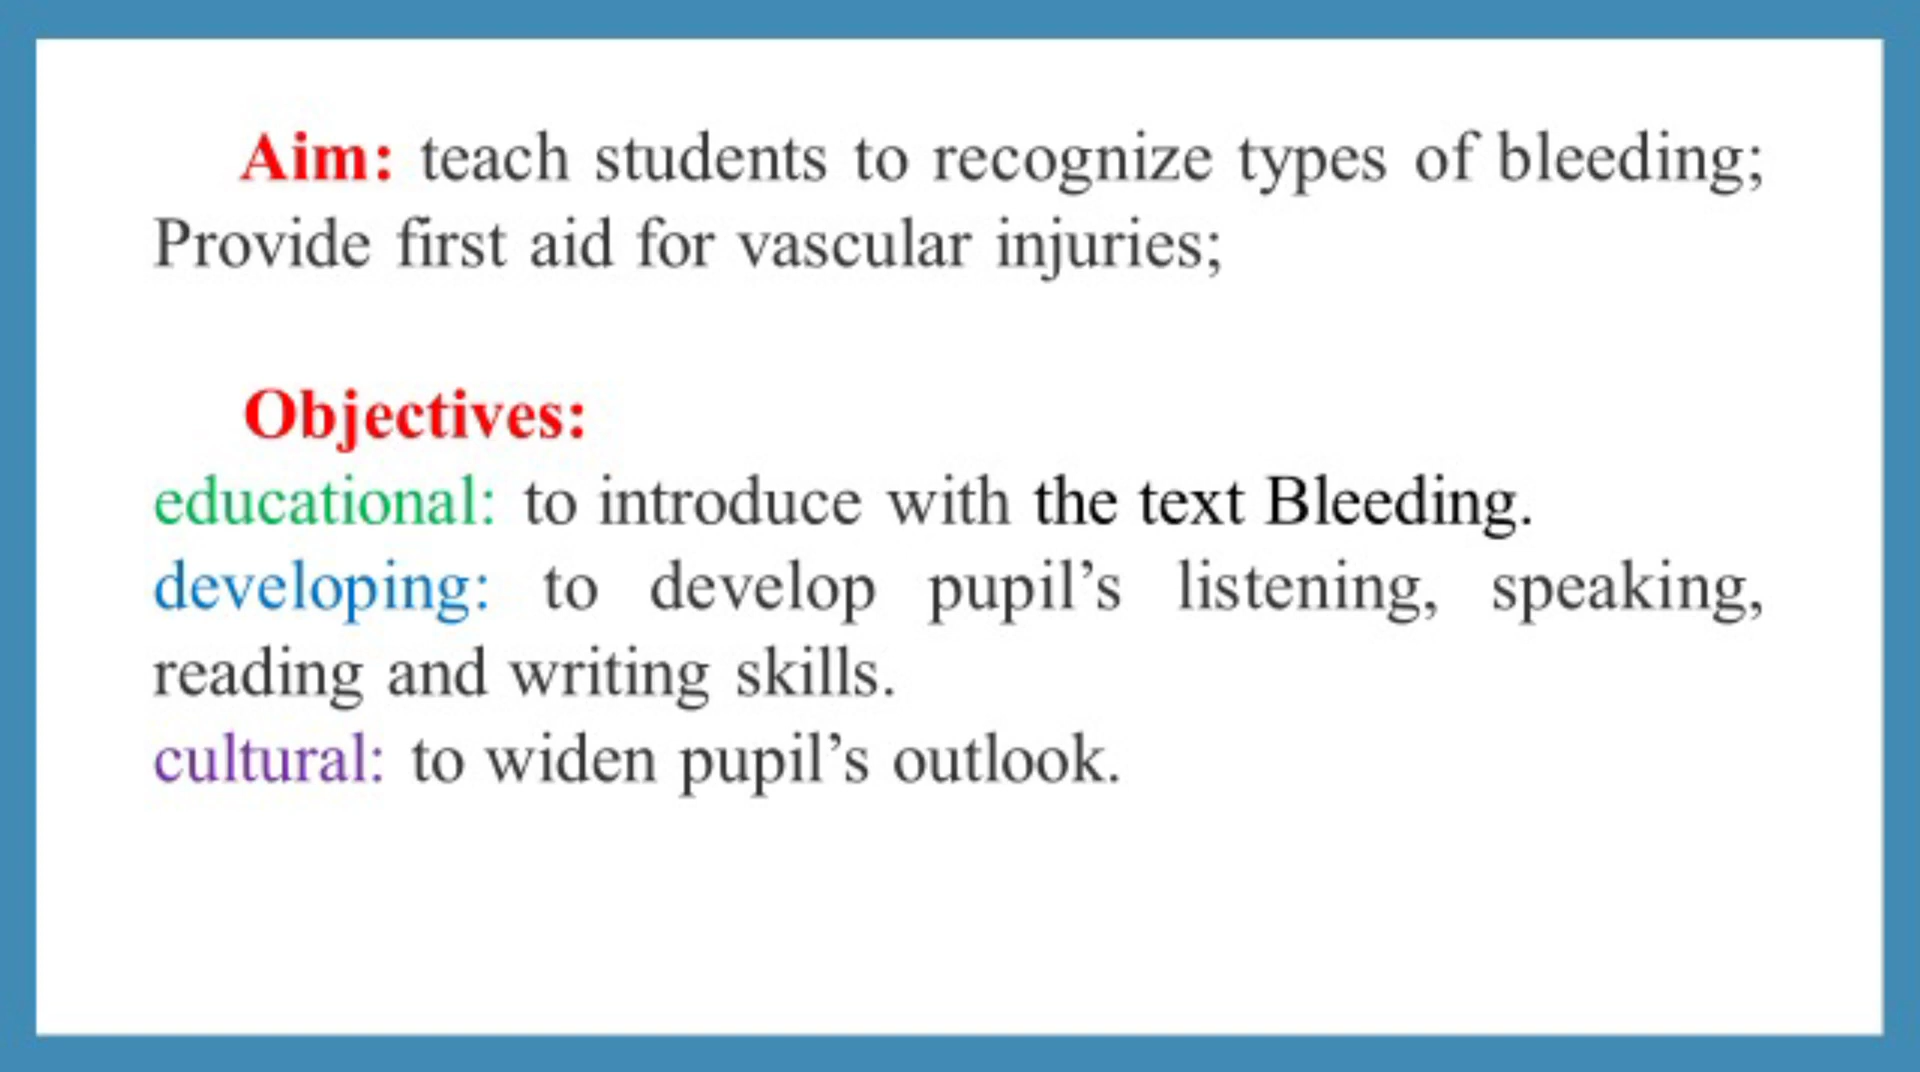 Aim: teach students to recognize types of bleeding;
Provide first aid for vascular injuries;
Objectives:
educational: to introduce with the text Bleeding.
developing: to develop pupil’s listening, speaking,
reading and writing skills.
cultural: to widen pupil’s outlook.